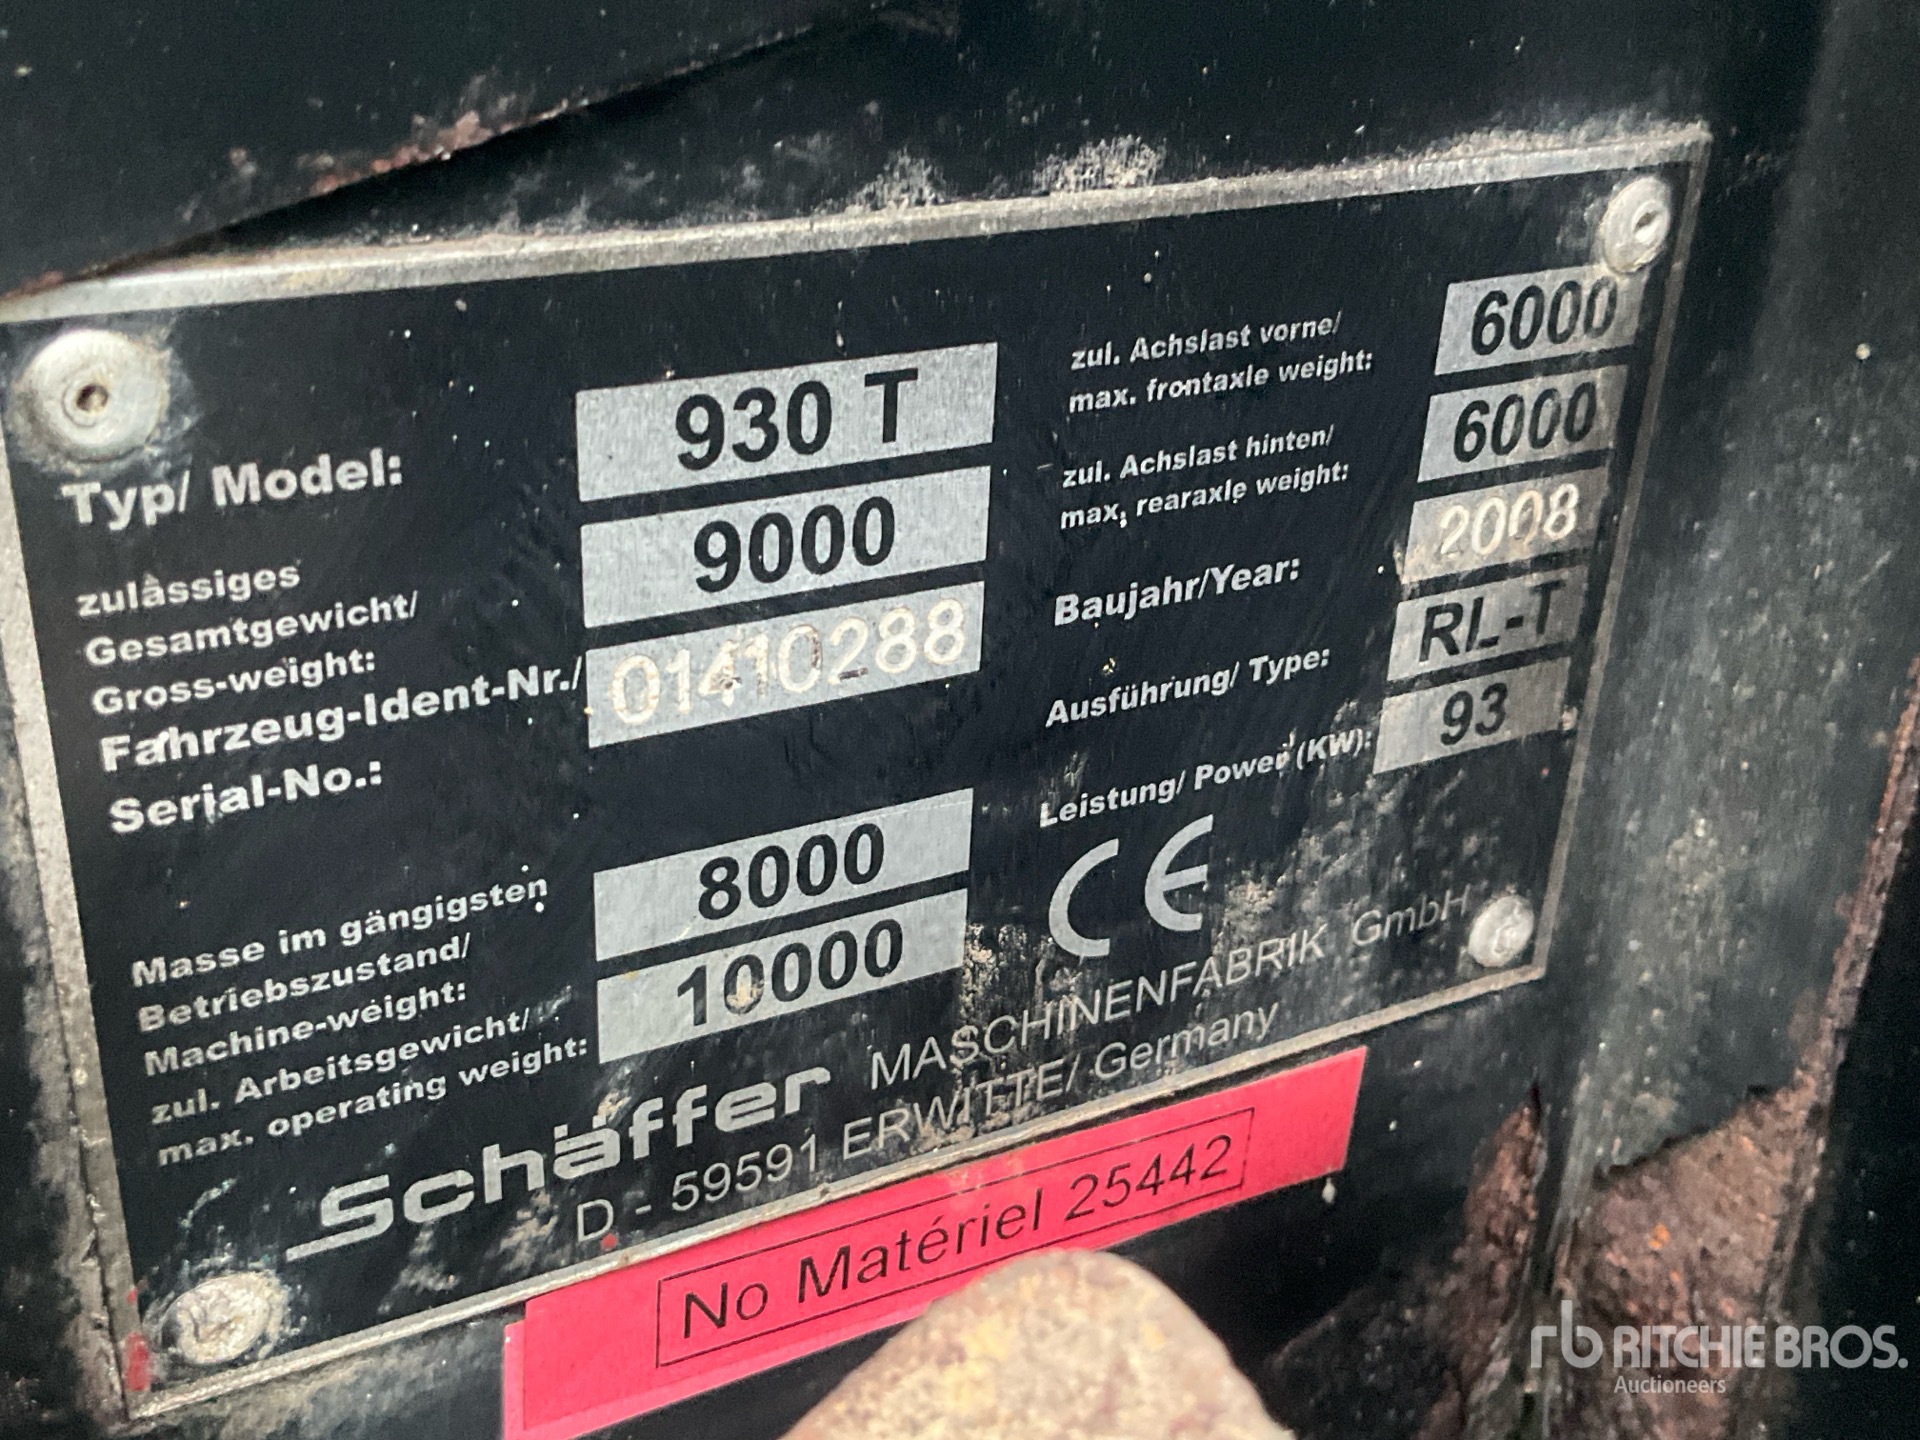 Typ/ Model: 930 T
zulässiges
Gesamtgewicht/
Gross-weight: 9000
Fahrzeug-Ident-Nr./
Serial-No.: 01410288
Masse im gängigsten
Betriebszustand/
Machine-weight: 8000
zul. Arbeitsgewicht/
max. operating weight: 10000
zul. Achslast vorne/
max. frontaxle weight: 6000
zul. Achslast hinten/
max. rearaxle weight: 6000
Baujahr/Year: 2008
Ausführung/ Type: RL-T
Leistung/ Power (KW): 93
CE
Schäffer MASCHINENFABRIK GmbH
D - 59591 ERWITTE/ Germany
No Matériel 25442
rb RITCHIE BROS.
Auctioneers